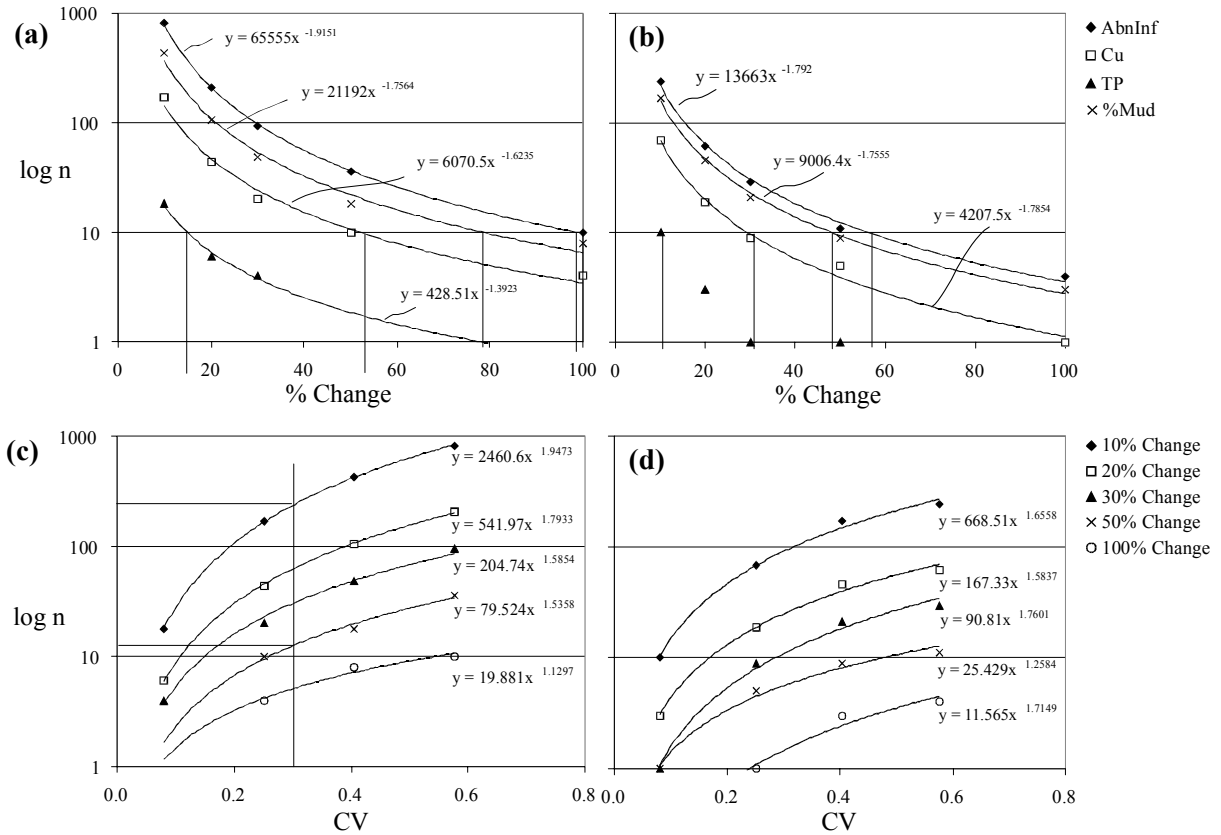 (a)
1000
100
10
1
log n
y = 65555x -1.9151
y = 21192x -1.7564
y = 6070.5x -1.6235
y = 428.51x -1.3923
0 20 40 60 80 100
% Change
(b)
y = 13663x -1.792
y = 9006.4x -1.7555
y = 4207.5x -1.7854
0 20 40 60 80 100
% Change
AbnInf
Cu
TP
%Mud
(c)
1000
100
10
1
log n
y = 2460.6x 1.9473
y = 541.97x 1.7933
y = 204.74x 1.5854
y = 79.524x 1.5358
y = 19.881x 1.1297
0.0 0.2 0.4 0.6 0.8
CV
(d)
y = 668.51x 1.6558
y = 167.33x 1.5837
y = 90.81x 1.7601
y = 25.429x 1.2584
y = 11.565x 1.7149
0.0 0.2 0.4 0.6 0.8
CV
10% Change
20% Change
30% Change
50% Change
100% Change